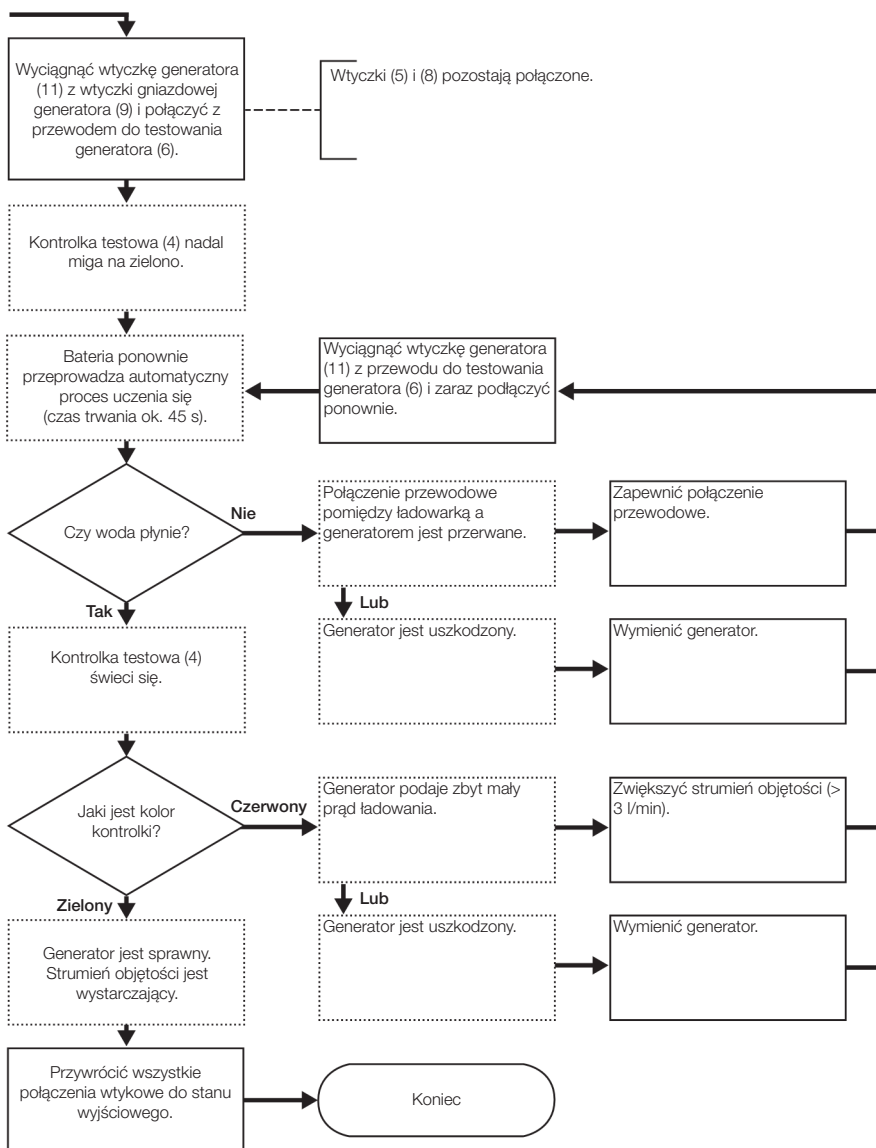 Wyciągnąć wtyczkę generatora
(11) z wtyczki gniazdowej
generatora (9) i połączyć z
przewodem do testowania
generatora (6).
Wtyczki (5) i (8) pozostają połączone.
Kontrolka testowa (4) nadal
miga na zielono.
Bateria ponownie
przeprowadza automatyczny
proces uczenia się
(czas trwania ok. 45 s).
Wyciągnąć wtyczkę generatora
(11) z przewodu do testowania
generatora (6) i zaraz podłączyć
ponownie.
Czy woda płynie?
Nie
Połączenie przewodowe
pomiędzy ładowarką a
generatorem jest przerwane.
Zapewnić połączenie
przewodowe.
Tak
Lub
Kontrolka testowa (4)
świeci się.
Generator jest uszkodzony.
Wymienić generator.
Jaki jest kolor
kontrolki?
Czerwony
Generator podaje zbyt mały
prąd ładowania.
Zwiększyć strumień objętości (>
3 l/min).
Zielony
Lub
Generator jest sprawny.
Strumień objętości jest
wystarczający.
Generator jest uszkodzony.
Wymienić generator.
Przywrócić wszystkie
połączenia wtykowe do stanu
wyjściowego.
Koniec